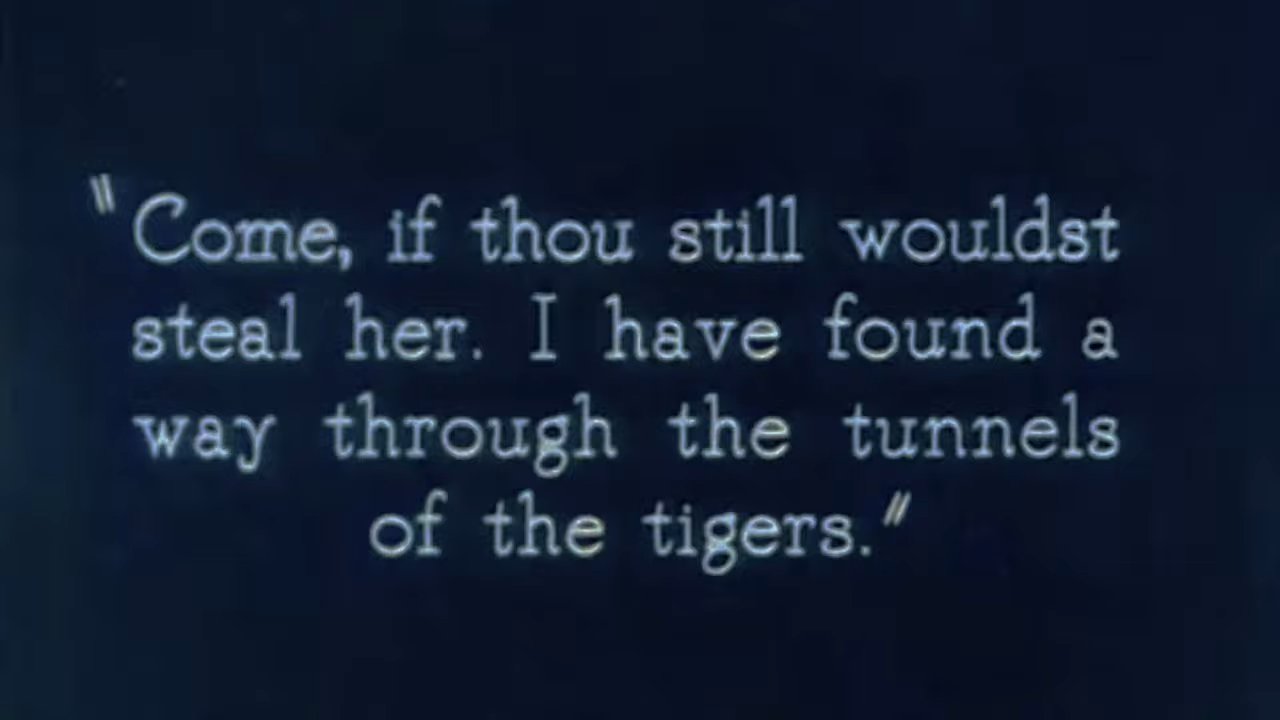 "Come, if thou still wouldst
steal her. I have found a
way through the tunnels
of the tigers."